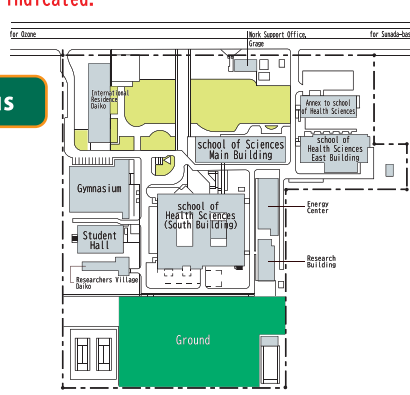 indicated.
for Ozone
Work Support Office,
Grage
for Sunada-bas
us
International
Residence
Daiko
Annex to school
of Health Sciences
school of Sciences
Main Building
school of
Health Sciences
East Building
Gymnasium
school of
Health Sciences
(South Building)
Energy
Center
Student
Hall
Research
Building
Researchers Village
Daiko
Ground